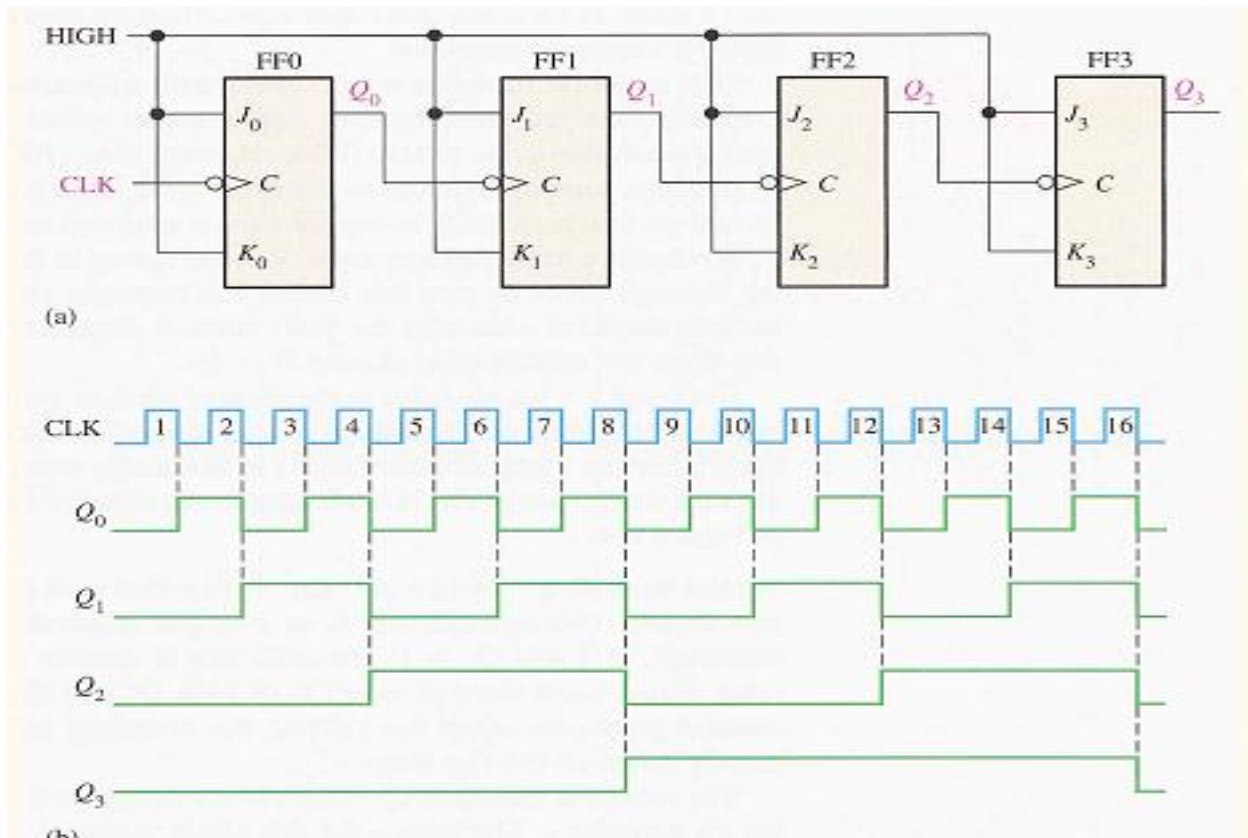 HIGH
FF0 FF1 FF2 FF3
Q0 Q1 Q2 Q3
J0 J1 J2 J3
CLK C C C C
K0 K1 K2 K3
(a)
CLK 1 2 3 4 5 6 7 8 9 10 11 12 13 14 15 16
Q0
Q1
Q2
Q3
(b)